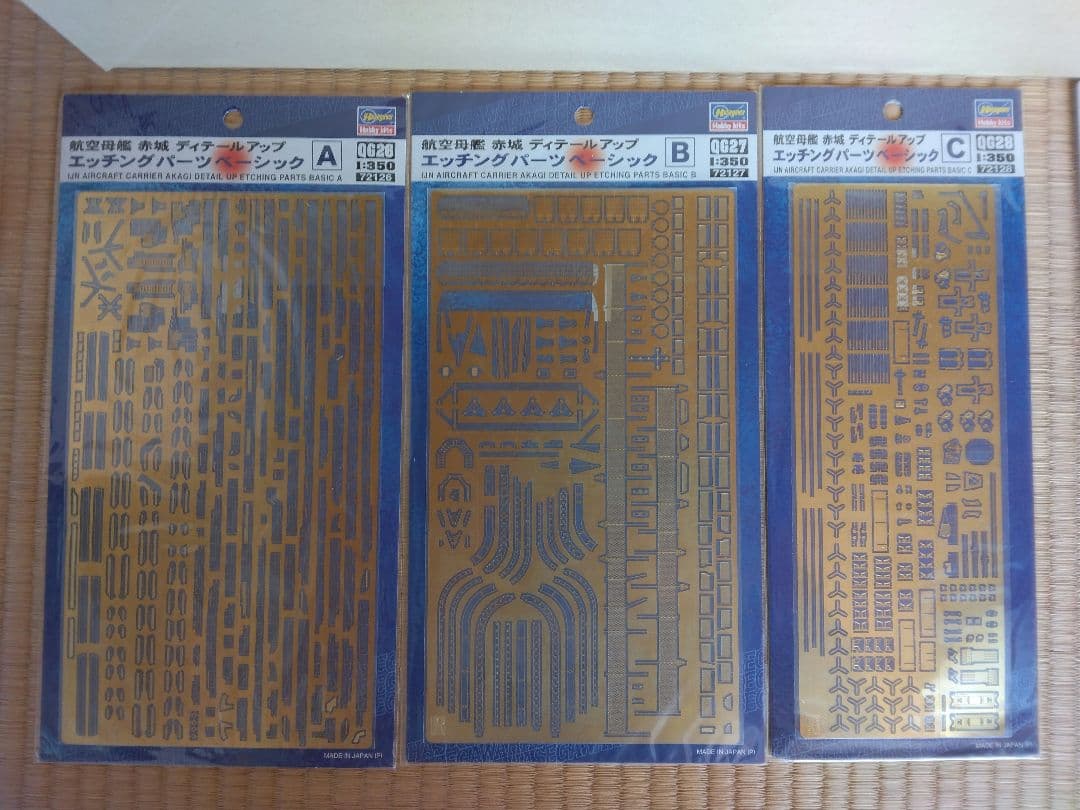 航空母艦 赤城 ディテールアップ
エッチングパーツ ベーシック
A
Hasegawa
Hobby kits
QG26
1:350
72126
IJN AIRCRAFT CARRIER AKAGI DETAIL UP ETCHING PARTS BASIC A
MADE IN JAPAN (P)
航空母艦 赤城 ディテールアップ
エッチングパーツ ベーシック
B
Hasegawa
Hobby kits
QG27
1:350
72127
IJN AIRCRAFT CARRIER AKAGI DETAIL UP ETCHING PARTS BASIC B
MADE IN JAPAN (P)
航空母艦 赤城 ディテールアップ
エッチングパーツ ベーシック
C
Hasegawa
Hobby kits
QG28
1:350
72128
IJN AIRCRAFT CARRIER AKAGI DETAIL UP ETCHING PARTS BASIC C
MADE IN JAPAN (P)